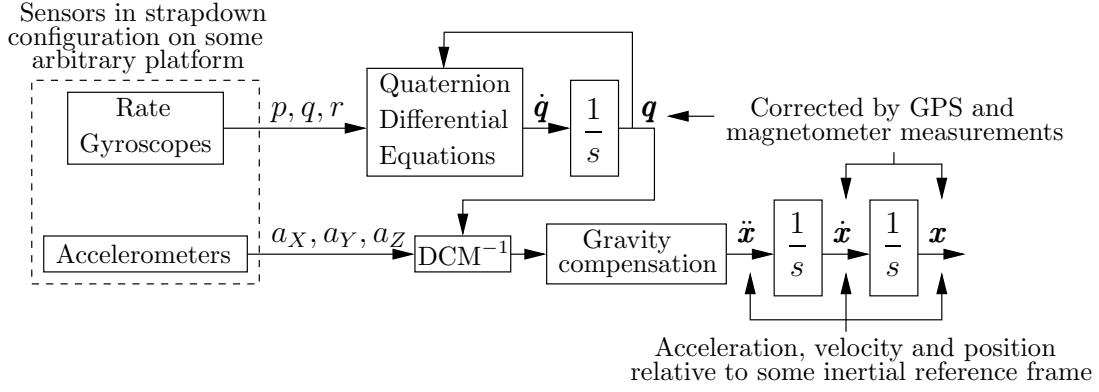 Sensors in strapdown
configuration on some
arbitrary platform
Rate
Gyroscopes
p, q, r
Quaternion
Differential
Equations
q̇
1
s
q
Corrected by GPS and
magnetometer measurements
Accelerometers
a_X, a_Y, a_Z
DCM⁻¹
Gravity
compensation
ẍ
1
s
ẋ
1
s
x
Acceleration, velocity and position
relative to some inertial reference frame